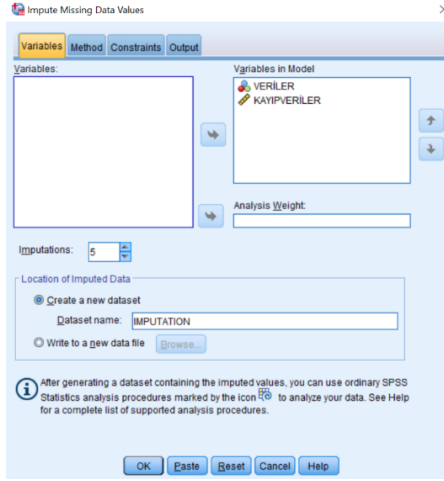 Impute Missing Data Values
Variables Method Constraints Output
Variables:
Variables in Model
VERİLER
KAYIPVERİLER
Analysis Weight:
Imputations: 5
Location of Imputed Data
Create a new dataset
Dataset name: IMPUTATION
Write to a new data file Browse...
After generating a dataset containing the imputed values, you can use ordinary SPSS
Statistics analysis procedures marked by the icon to analyze your data. See Help
for a complete list of supported analysis procedures.
OK Paste Reset Cancel Help